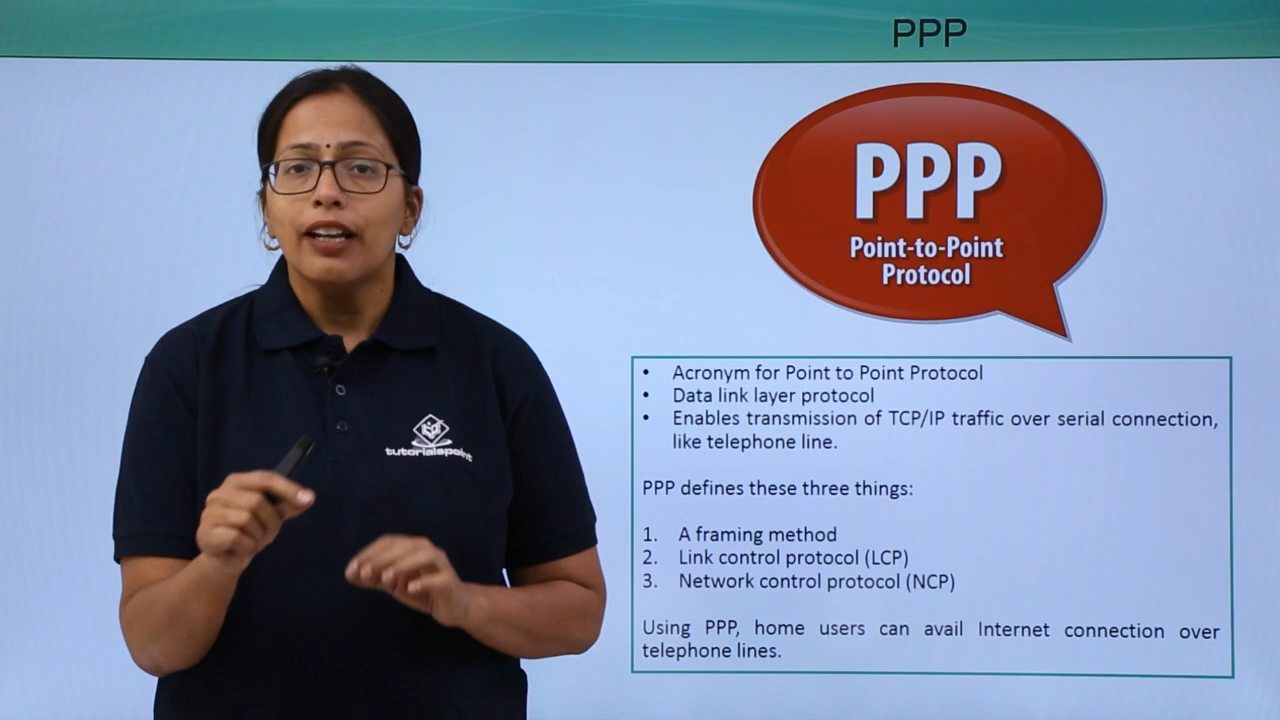 PPP
PPP
Point-to-Point
Protocol
• Acronym for Point to Point Protocol
• Data link layer protocol
• Enables transmission of TCP/IP traffic over serial connection,
like telephone line.
PPP defines these three things:
1. A framing method
2. Link control protocol (LCP)
3. Network control protocol (NCP)
Using PPP, home users can avail Internet connection over
telephone lines.
tutorialspoint